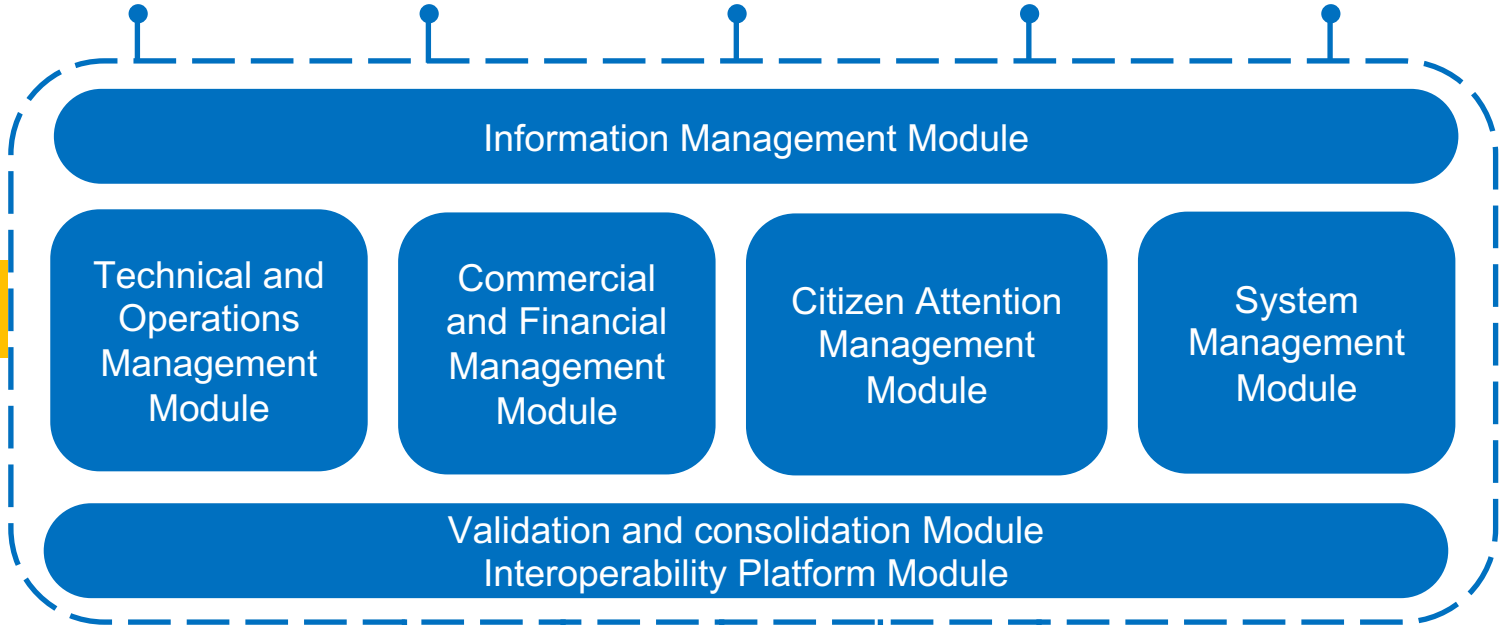 Information Management Module
Technical and
Operations
Management
Module
Commercial
and Financial
Management
Module
Citizen Attention
Management
Module
System
Management
Module
Validation and consolidation Module
Interoperability Platform Module